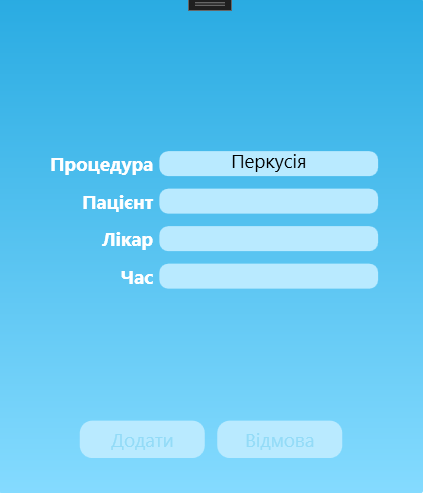 Процедура Перкусія
Пацієнт
Лікар
Час
Додати Відмова